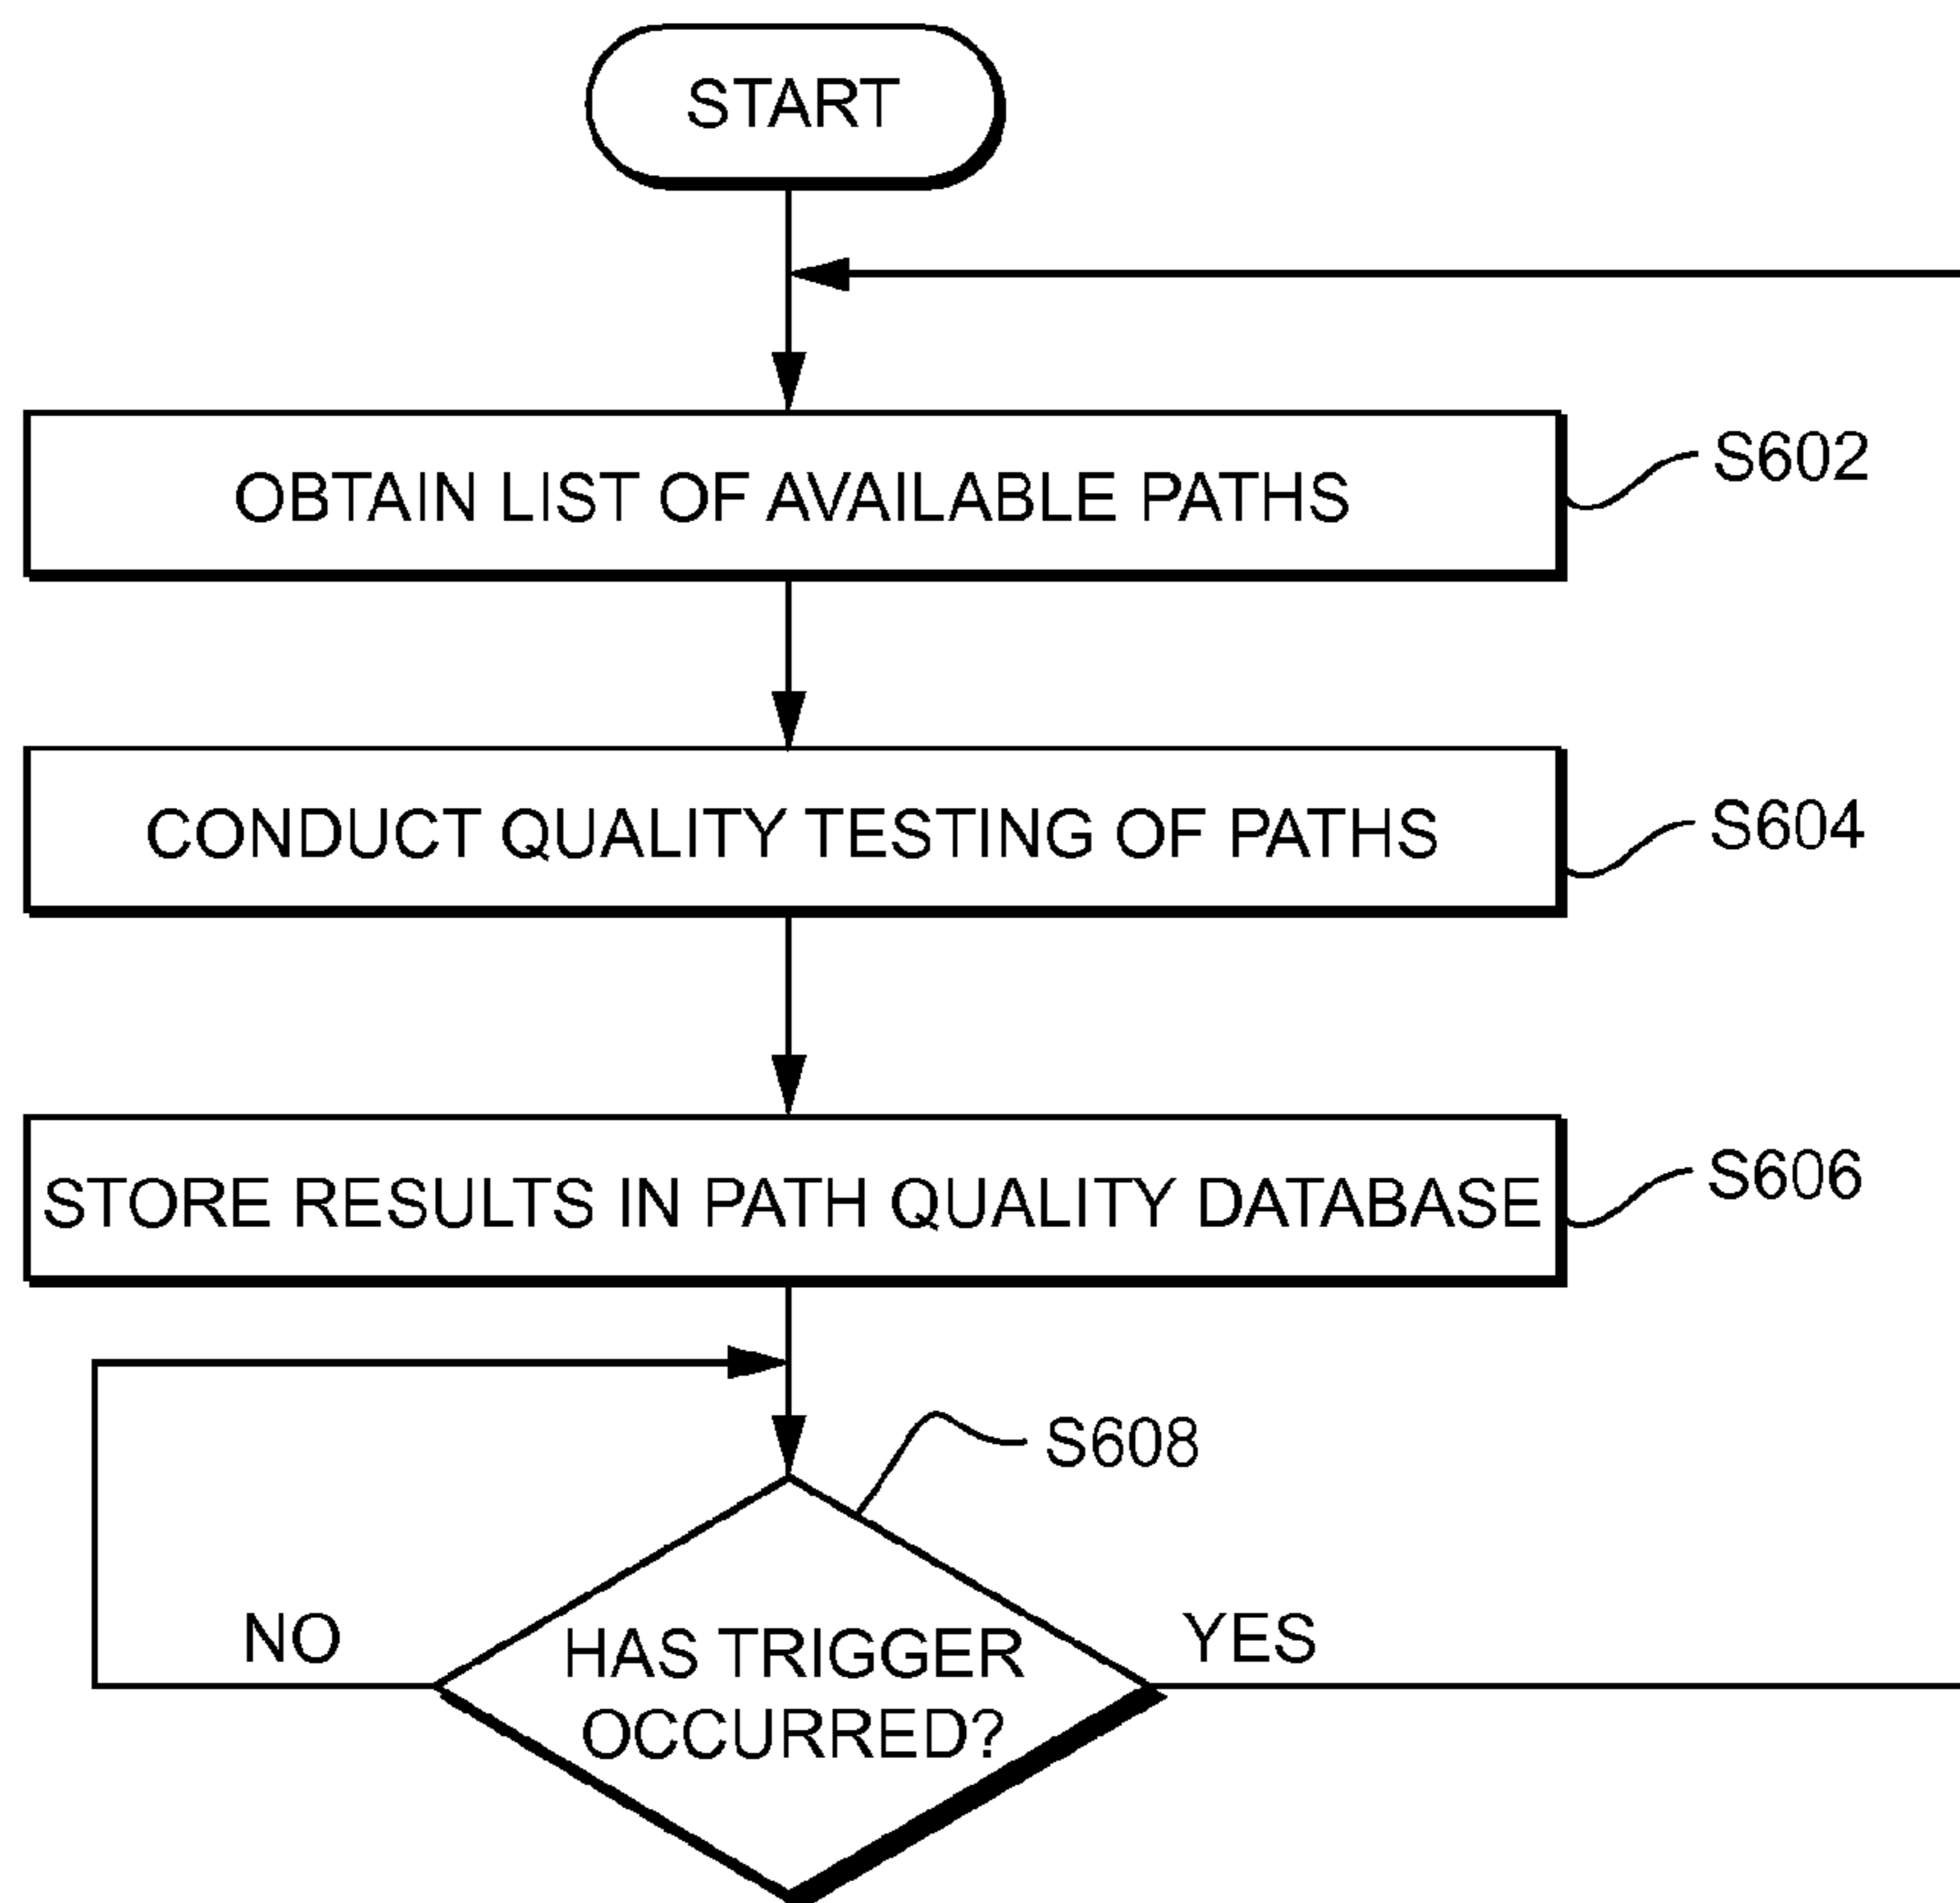 START
OBTAIN LIST OF AVAILABLE PATHS
S602
CONDUCT QUALITY TESTING OF PATHS
S604
STORE RESULTS IN PATH QUALITY DATABASE
S606
S608
NO
HAS TRIGGER
OCCURRED?
YES